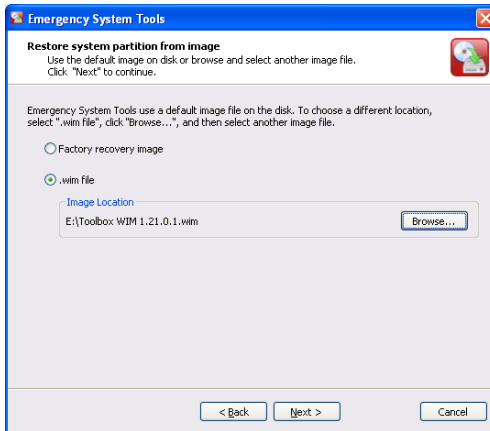 Emergency System Tools
Restore system partition from image
Use the default image on disk or browse and select another image file.
Click "Next" to continue.
Emergency System Tools use a default image file on the disk. To choose a different location,
select ".wim file", click "Browse...", and then select another image file.
Factory recovery image
.wim file
Image Location
E:\Toolbox WIM 1.21.0.1.wim
Browse...
< Back
Next >
Cancel